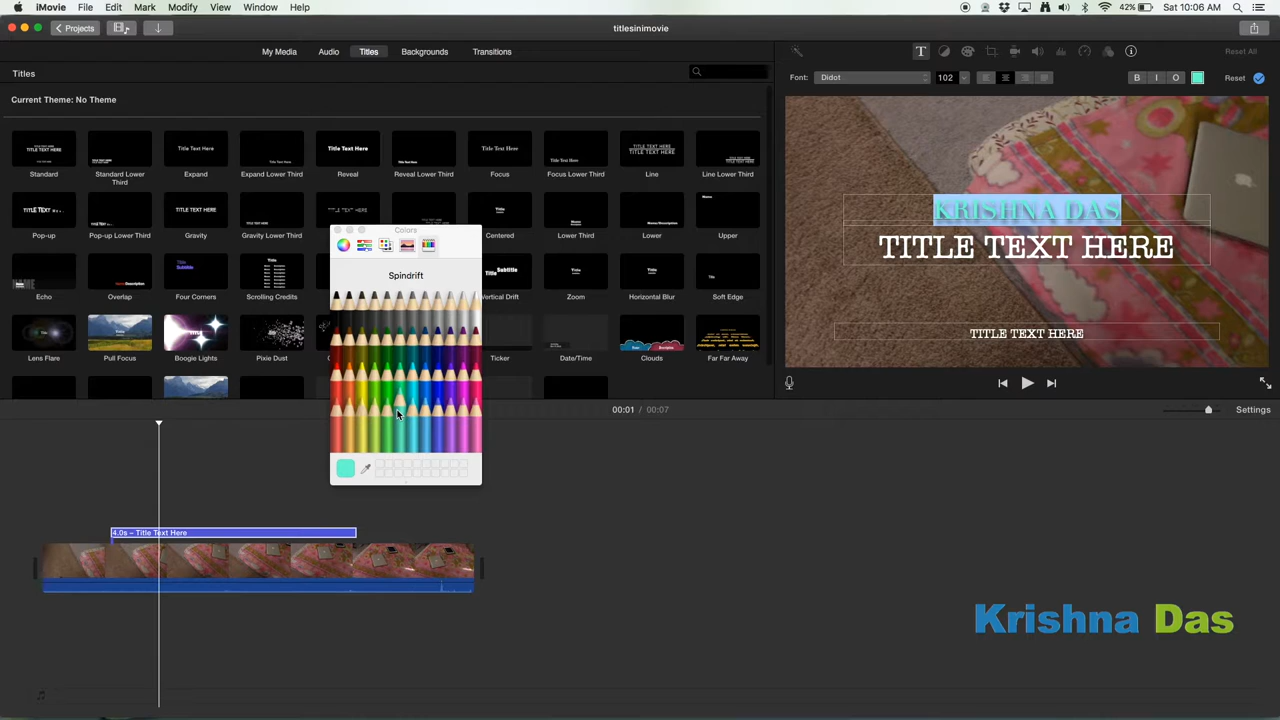 iMovie File Edit Mark Modify View Window Help
42% Sat 10:06 AM
Projects
titlesinimovie
My Media Audio Titles Backgrounds Transitions
Reset All
Titles
Font: Didot 102 B I O Reset
Current Theme: No Theme
Standard Standard Lower Third Expand Expand Lower Third Reveal Reveal Lower Third Focus Focus Lower Third Line Line Lower Third
Pop-up Pop-up Lower Third Gravity Gravity Lower Third Centered Lower Third Lower Upper
Echo Overlap Four Corners Scrolling Credits Vertical Drift Zoom Horizontal Blur Soft Edge
Lens Flare Pull Focus Boogie Lights Pixie Dust Ticker Date/Time Clouds Far Far Away
Colors
Spindrift
KRISHNA DAS
TITLE TEXT HERE
TITLE TEXT HERE
00:01 / 00:07
Settings
4.0s – Title Text Here
Krishna Das